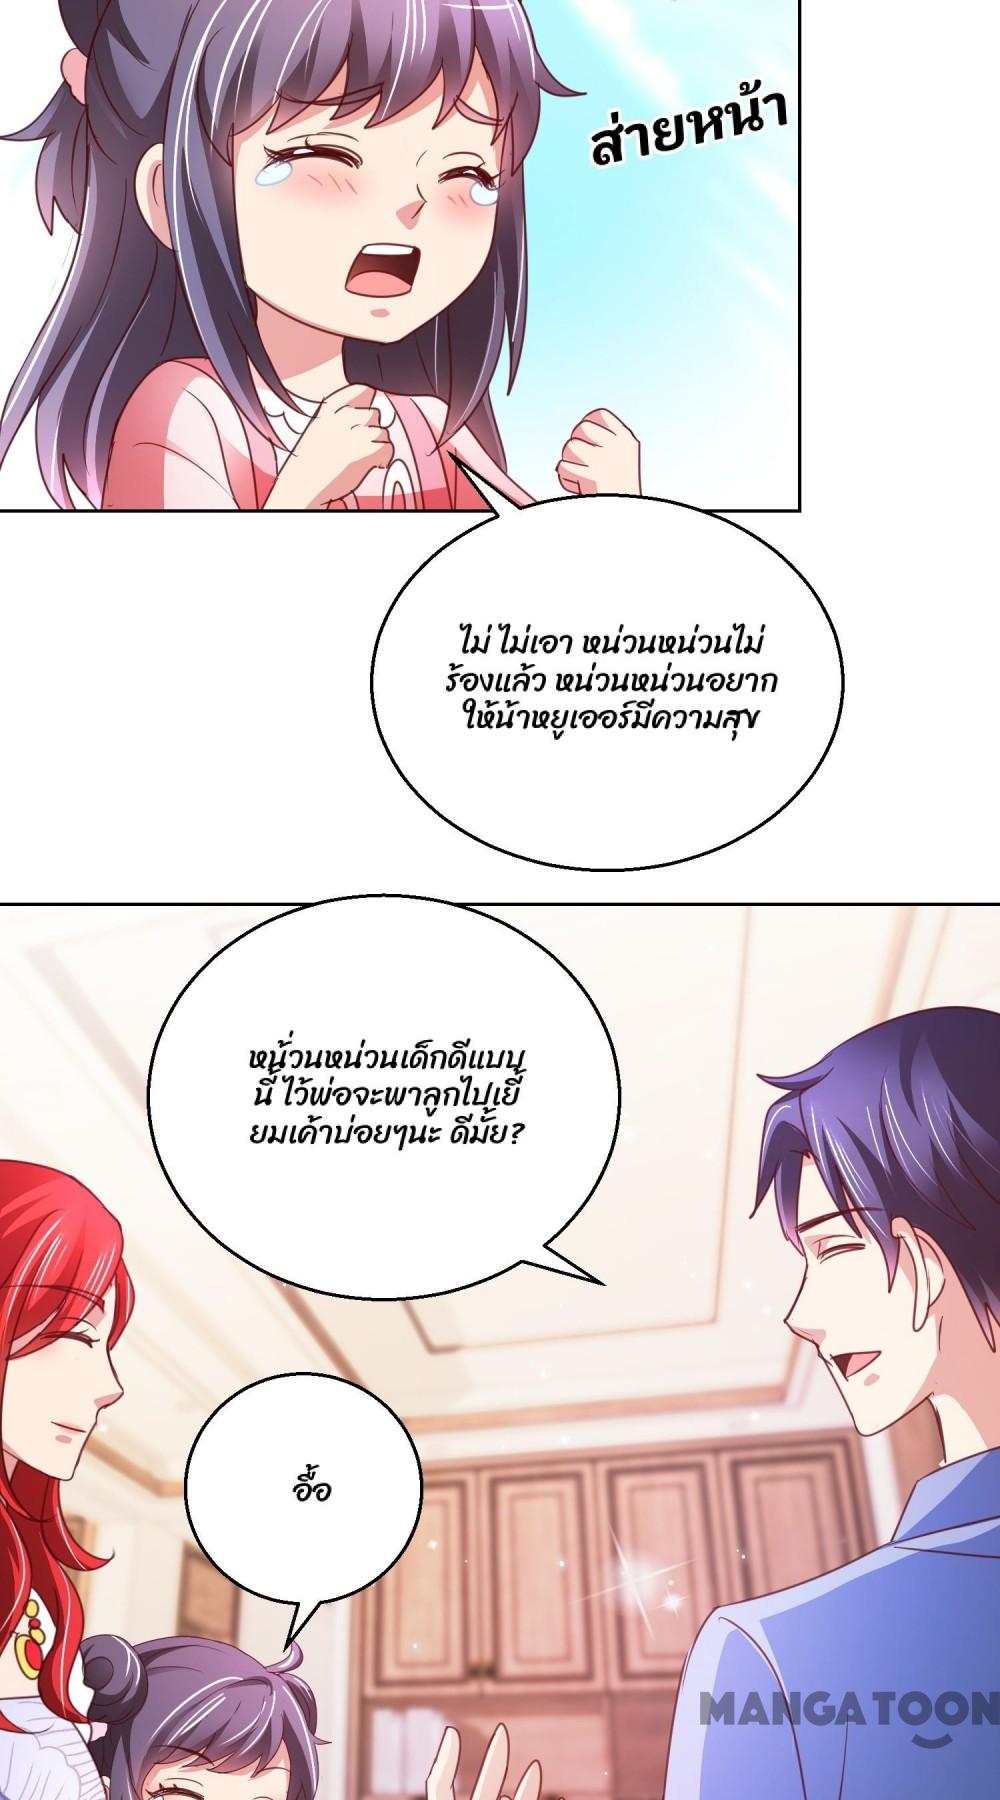 ส่ายหน้า
ไม่ ไม่เอา หน่วนหน่วนไม่
ร้องแล้ว หน่วนหน่วนอยาก
ให้น้าหยูเออร์มีความสุข
หน้่วนหน่วนเด็กดีแบบ
นี้ ไว้พ่อจะพาลูกไปเยี้
ยมเค้าบ่อยๆนะ ดีมั้ย?
อื้อ
MANGATOON